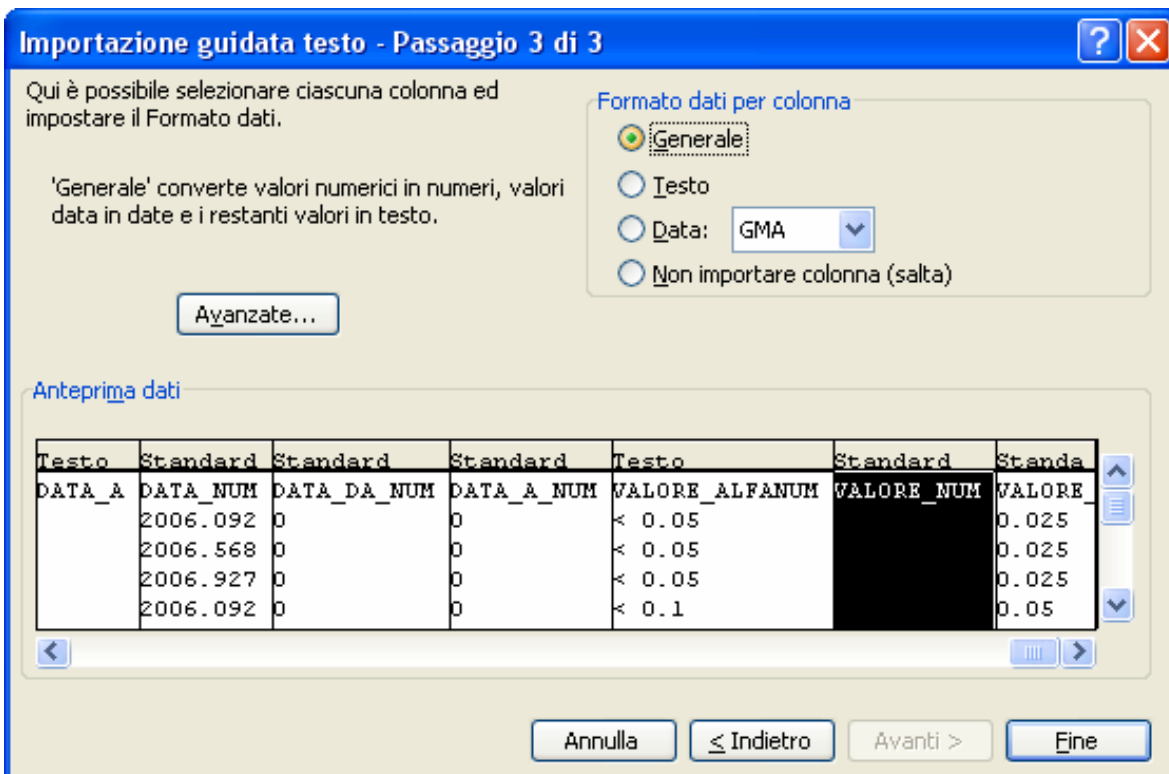 Importazione guidata testo - Passaggio 3 di 3
Qui è possibile selezionare ciascuna colonna ed
impostare il Formato dati.
'Generale' converte valori numerici in numeri, valori
data in date e i restanti valori in testo.
Avanzate...
Formato dati per colonna
Generale
Testo
Data: GMA
Non importare colonna (salta)
Anteprima dati
Testo Standard Standard Standard Testo Standard Standa
DATA_A DATA_NUM DATA_DA_NUM DATA_A_NUM VALORE_ALFANUM VALORE_NUM VALORE_
2006.092 0 0 < 0.05 0.025
2006.568 0 0 < 0.05 0.025
2006.927 0 0 < 0.05 0.025
2006.092 0 0 < 0.1 0.05
Annulla < Indietro Avanti > Fine